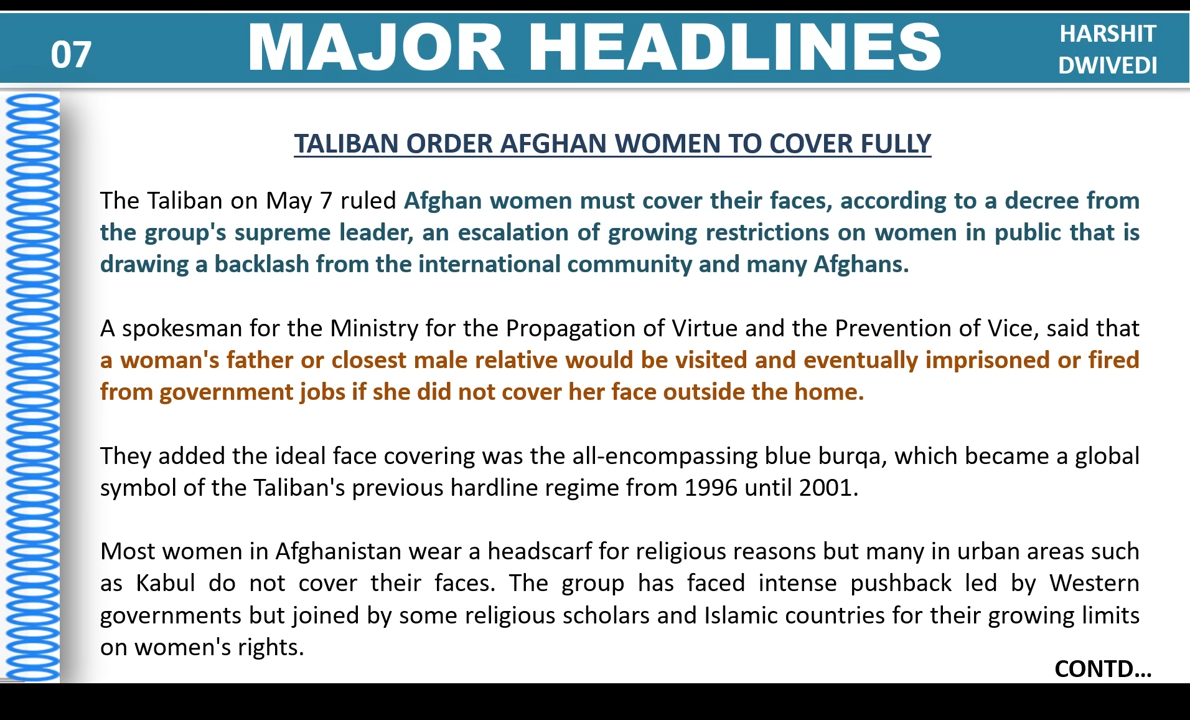 07
MAJOR HEADLINES
HARSHIT
DWIVEDI
TALIBAN ORDER AFGHAN WOMEN TO COVER FULLY
The Taliban on May 7 ruled Afghan women must cover their faces, according to a decree from
the group's supreme leader, an escalation of growing restrictions on women in public that is
drawing a backlash from the international community and many Afghans.
A spokesman for the Ministry for the Propagation of Virtue and the Prevention of Vice, said that
a woman's father or closest male relative would be visited and eventually imprisoned or fired
from government jobs if she did not cover her face outside the home.
They added the ideal face covering was the all-encompassing blue burqa, which became a global
symbol of the Taliban's previous hardline regime from 1996 until 2001.
Most women in Afghanistan wear a headscarf for religious reasons but many in urban areas such
as Kabul do not cover their faces. The group has faced intense pushback led by Western
governments but joined by some religious scholars and Islamic countries for their growing limits
on women's rights.
CONTD...